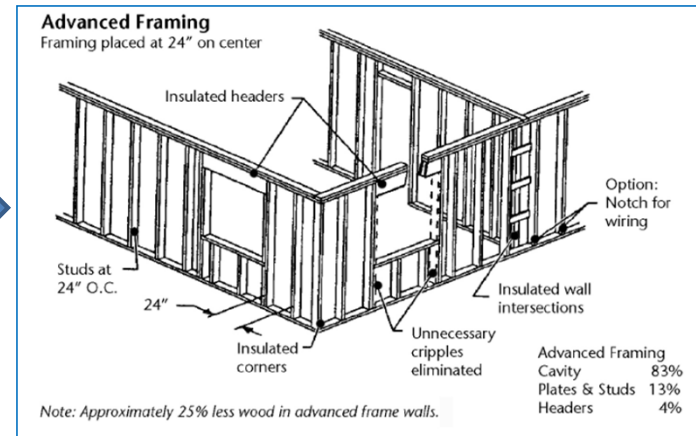 Advanced Framing
Framing placed at 24" on center
Insulated headers
Option:
Notch for
wiring
Studs at
24" O.C.
24"
Insulated wall
intersections
Insulated
corners
Unnecessary
cripples
eliminated
Advanced Framing
Cavity 83%
Plates & Studs 13%
Headers 4%
Note: Approximately 25% less wood in advanced frame walls.